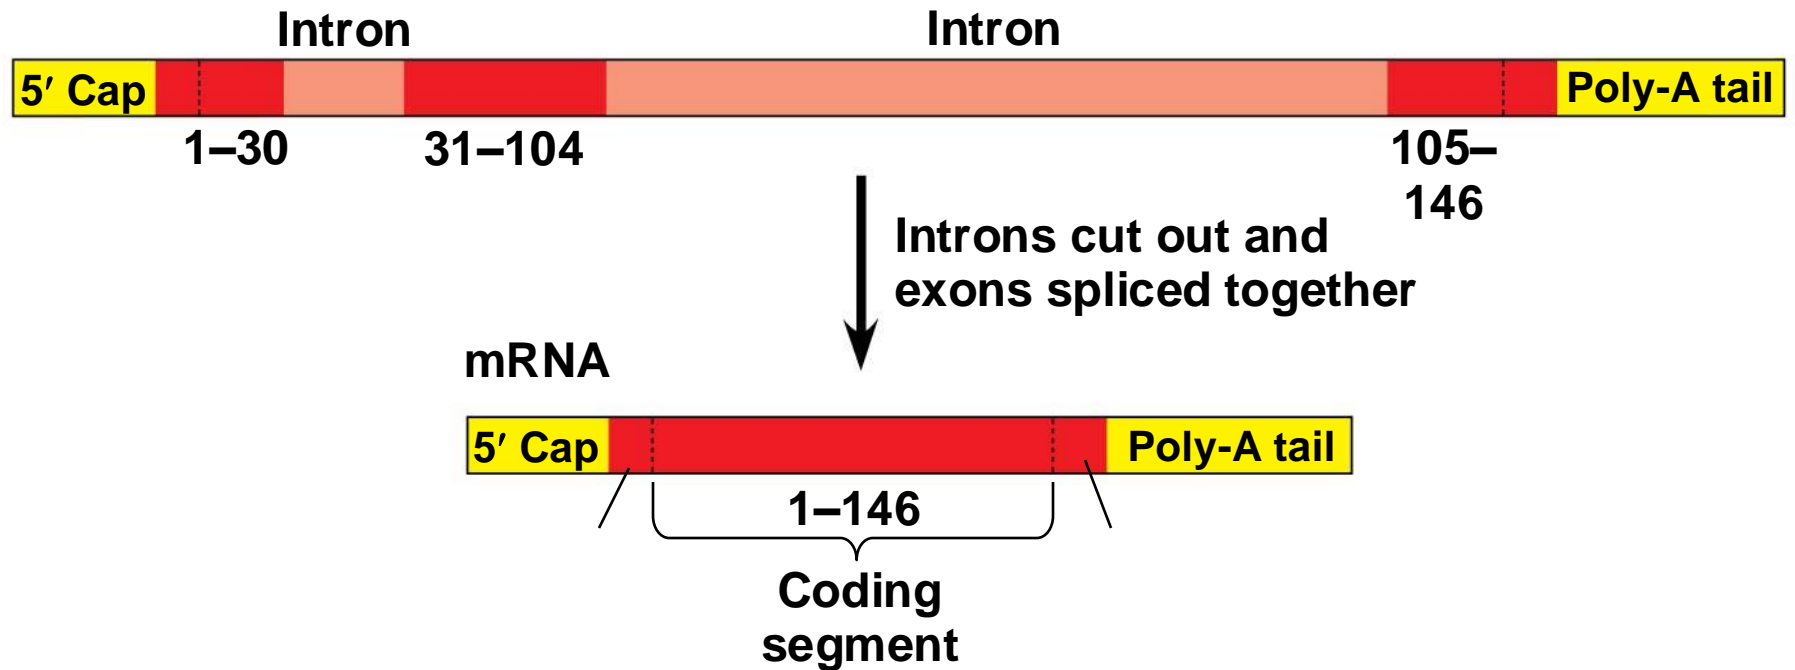 Intron Intron
5′ Cap Poly-A tail
1–30 31–104 105–
146
Introns cut out and
exons spliced together
mRNA
5′ Cap Poly-A tail
1–146
Coding
segment